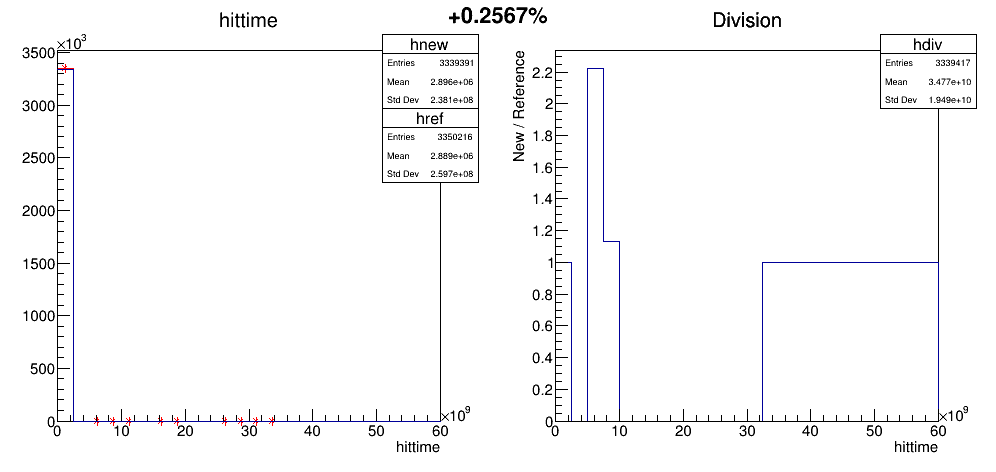 +0.2567%
hittime
×10³
hnew
Entries 3339391
Mean 2.896e+06
Std Dev 2.381e+08
href
Entries 3350216
Mean 2.889e+06
Std Dev 2.597e+08
3500
3000
2500
2000
1500
1000
500
0
0 10 20 30 40 50 60
×10⁹
hittime
Division
hdiv
Entries 3339417
Mean 3.477e+10
Std Dev 1.949e+10
New / Reference
2.2
2
1.8
1.6
1.4
1.2
1
0.8
0.6
0.4
0.2
0
0 10 20 30 40 50 60
×10⁹
hittime